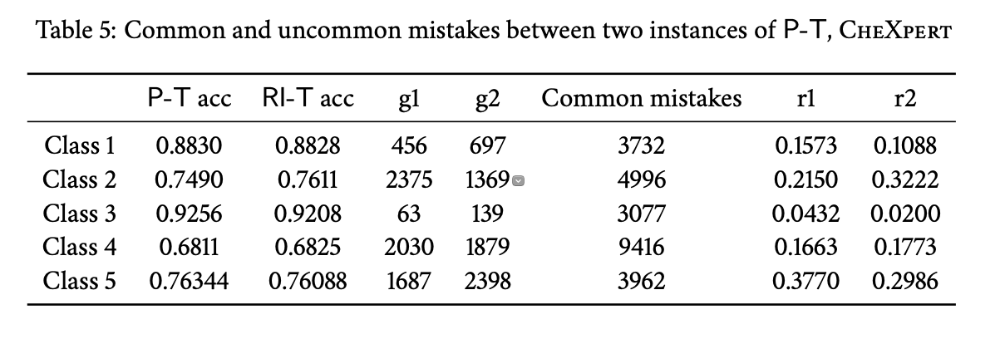 Table 5: Common and uncommon mistakes between two instances of P-T, CHEXPERT
P-T acc RI-T acc g1 g2 Common mistakes r1 r2
Class 1 0.8830 0.8828 456 697 3732 0.1573 0.1088
Class 2 0.7490 0.7611 2375 1369 4996 0.2150 0.3222
Class 3 0.9256 0.9208 63 139 3077 0.0432 0.0200
Class 4 0.6811 0.6825 2030 1879 9416 0.1663 0.1773
Class 5 0.76344 0.76088 1687 2398 3962 0.3770 0.2986